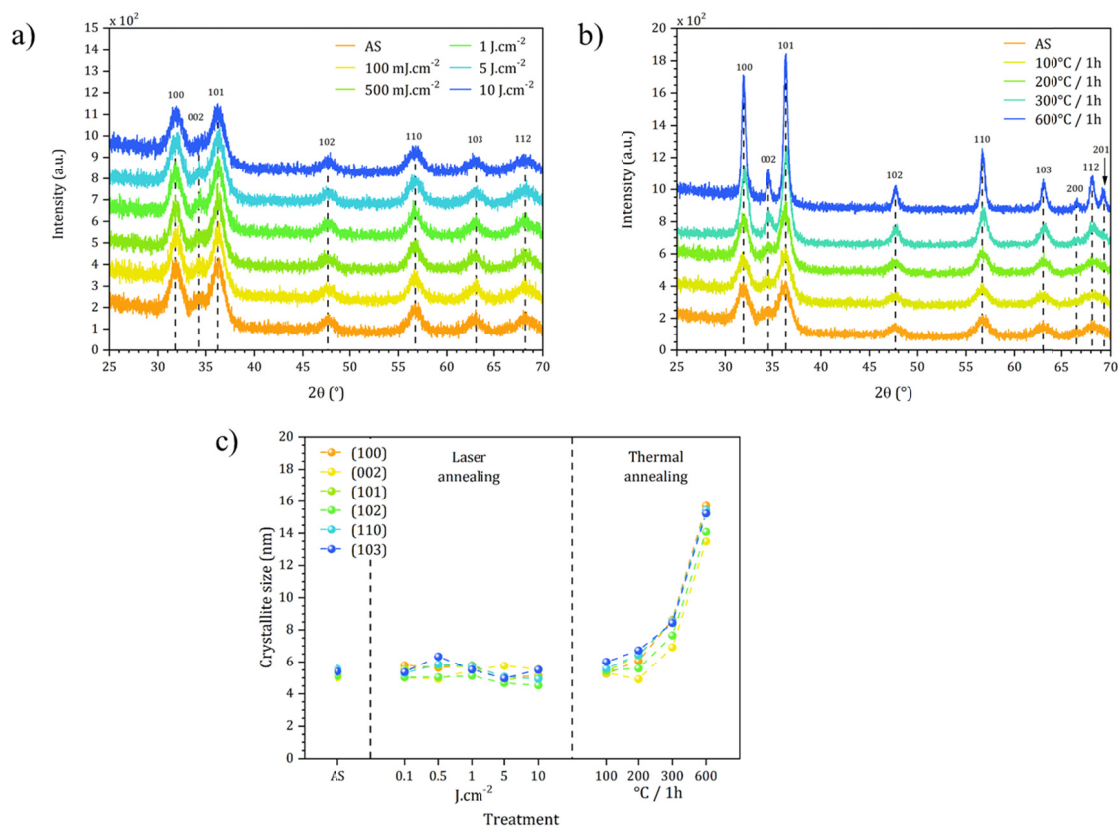 a)
x 10²
15
14
13
12
11
10
9
8
7
6
5
4
3
2
1
0
Intensity (a.u.)
AS
100 mJ.cm⁻²
500 mJ.cm⁻²
1 J.cm⁻²
5 J.cm⁻²
10 J.cm⁻²
100
002
101
102
110
103
112
25 30 35 40 45 50 55 60 65 70
2θ (°)
b)
x 10²
20
18
16
14
12
10
8
6
4
2
0
Intensity (a.u.)
AS
100°C / 1h
200°C / 1h
300°C / 1h
600°C / 1h
100
002
101
102
110
103
200
112
201
25 30 35 40 45 50 55 60 65 70
2θ (°)
c)
20
18
16
14
12
10
8
6
4
2
0
Crystallite size (nm)
(100)
(002)
(101)
(102)
(110)
(103)
Laser
annealing
Thermal
annealing
AS 0.1 0.5 1 5 10 100 200 300 600
J.cm⁻² °C / 1h
Treatment